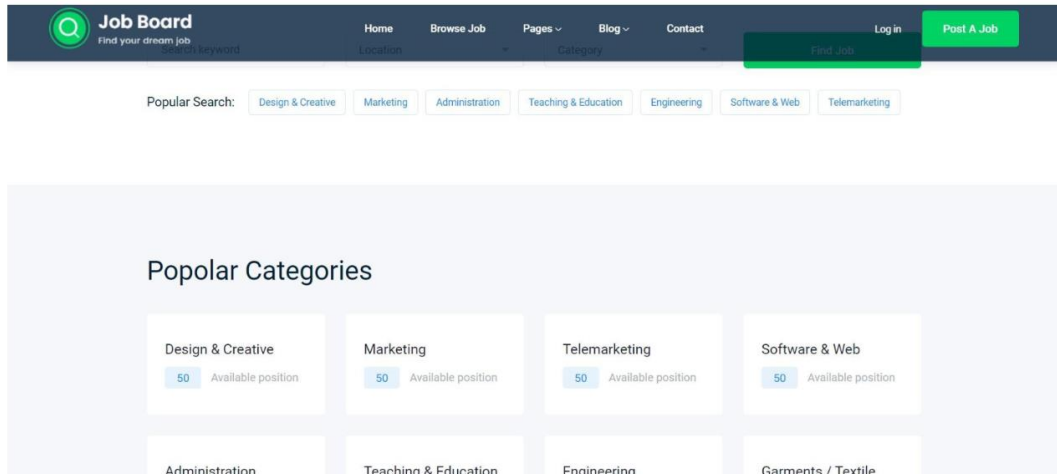 Job Board
Find your dream job
Home Browse Job Pages Blog Contact Log in Post A Job
Search keyword Location Category Find Job
Popular Search: Design & Creative Marketing Administration Teaching & Education Engineering Software & Web Telemarketing
Popolar Categories
Design & Creative Marketing Telemarketing Software & Web
50 Available position 50 Available position 50 Available position 50 Available position
Administration Teaching & Education Engineering Garments / Textile